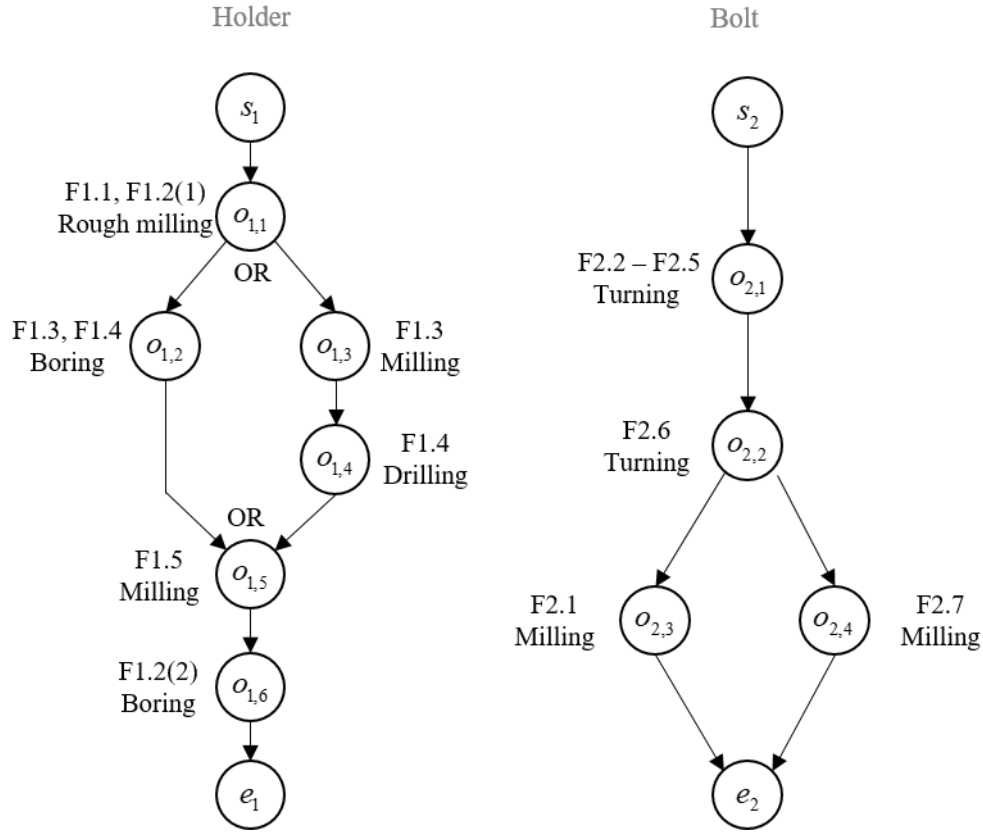 Holder
Bolt
s1
s2
F1.1, F1.2(1)
Rough milling
o1,1
OR
F2.2 – F2.5
Turning
o2,1
F1.3, F1.4
Boring
o1,2
o1,3
F1.3
Milling
o1,4
F1.4
Drilling
F2.6
Turning
o2,2
OR
F1.5
Milling
o1,5
F2.1
Milling
o2,3
o2,4
F2.7
Milling
F1.2(2)
Boring
o1,6
e1
e2